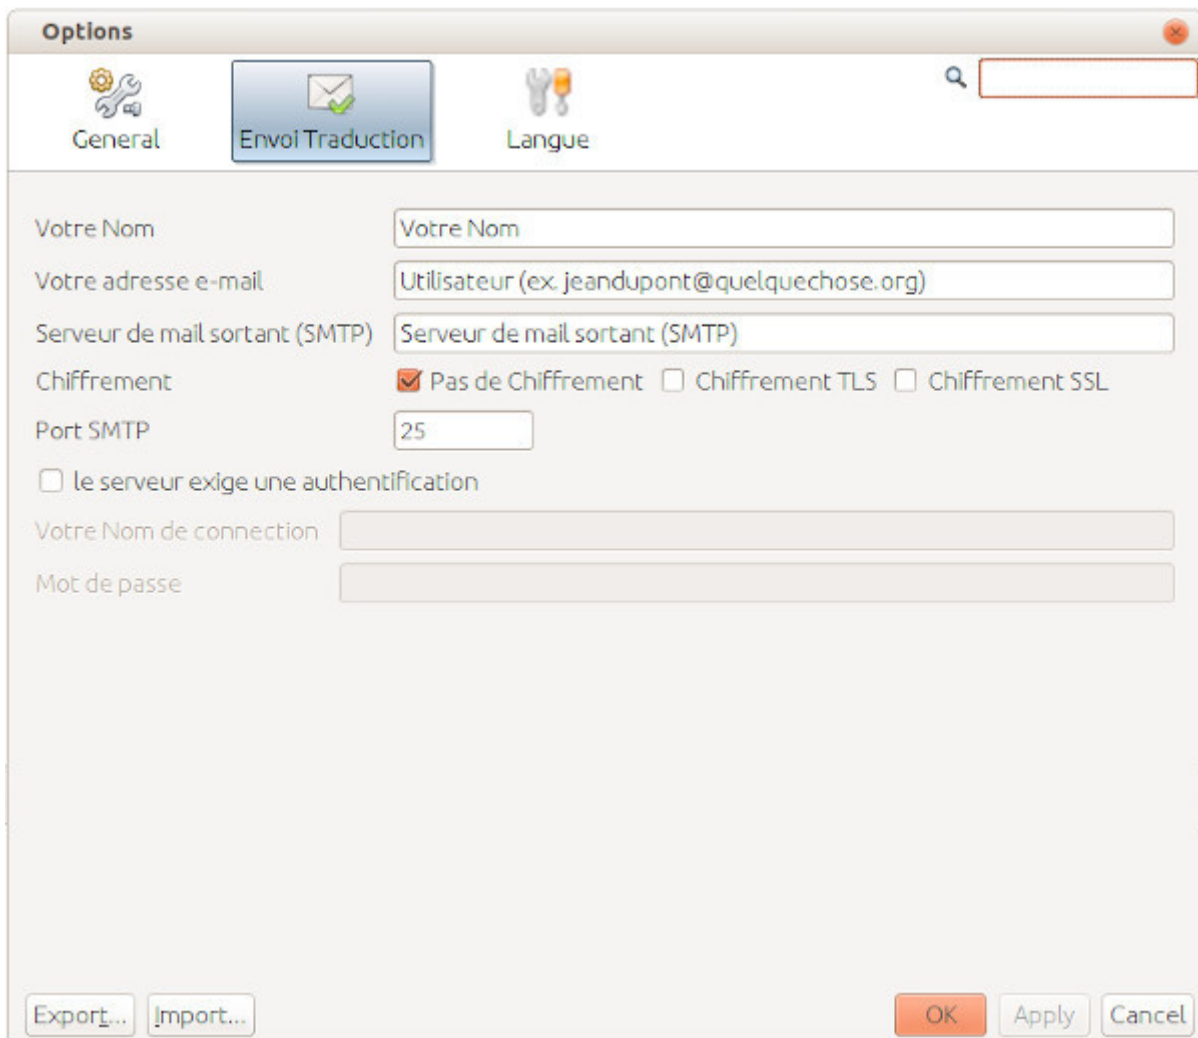 Options
General
Envoi Traduction
Langue
Votre Nom Votre Nom
Votre adresse e-mail Utilisateur (ex. jeandupont@quelquechose.org)
Serveur de mail sortant (SMTP) Serveur de mail sortant (SMTP)
Chiffrement Pas de Chiffrement Chiffrement TLS Chiffrement SSL
Port SMTP 25
le serveur exige une authentification
Votre Nom de connection
Mot de passe
Export... Import... OK Apply Cancel